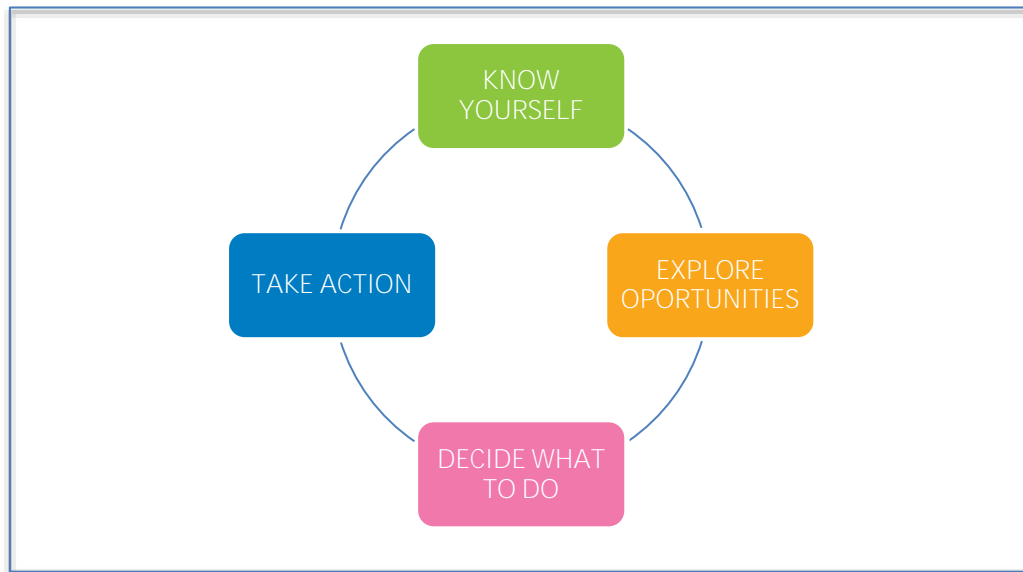 KNOW
YOURSELF
EXPLORE
OPORTUNITIES
DECIDE WHAT
TO DO
TAKE ACTION